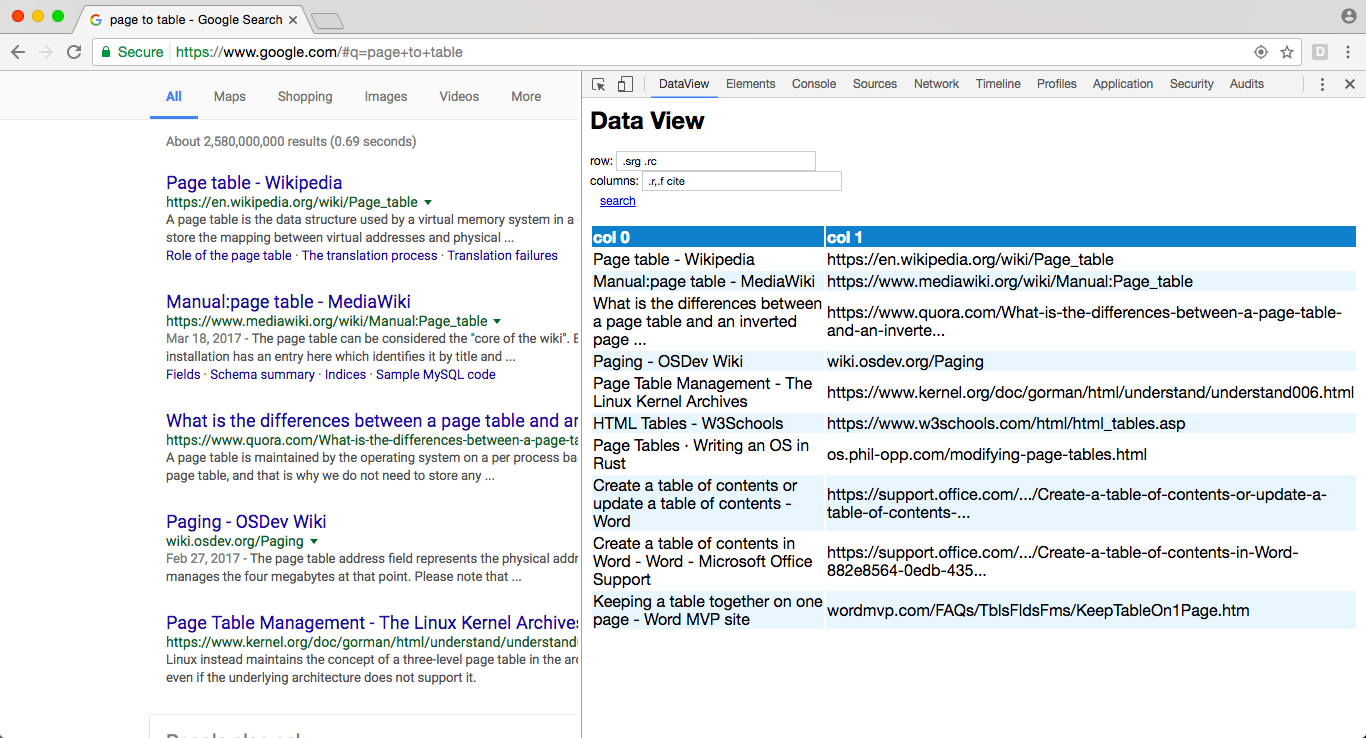 page to table - Google Search
Secure https://www.google.com/#q=page+to+table
D
All Maps Shopping Images Videos More
About 2,580,000,000 results (0.69 seconds)
Page table - Wikipedia
https://en.wikipedia.org/wiki/Page_table
A page table is the data structure used by a virtual memory system in a
store the mapping between virtual addresses and physical ...
Role of the page table · The translation process · Translation failures
Manual:page table - MediaWiki
https://www.mediawiki.org/wiki/Manual:Page_table
Mar 18, 2017 - The page table can be considered the "core of the wiki".
installation has an entry here which identifies it by title and ...
Fields · Schema summary · Indices · Sample MySQL code
What is the differences between a page table and
https://www.quora.com/What-is-the-differences-between-a-page-ta
A page table is maintained by the operating system on a per process ba
page table, and that is why we do not need to store any ...
Paging - OSDev Wiki
wiki.osdev.org/Paging
Feb 27, 2017 - The page table address field represents the physical add
manages the four megabytes at that point. Please note that ...
Page Table Management - The Linux Kernel Archives
https://www.kernel.org/doc/gorman/html/understand/understand
Linux instead maintains the concept of a three-level page table in the
even if the underlying architecture does not support it.
DataView Elements Console Sources Network Timeline Profiles Application Security Audits
Data View
row: .srg .rc
columns: .r,.f cite
search
col 0 col 1
Page table - Wikipedia https://en.wikipedia.org/wiki/Page_table
Manual:page table - MediaWiki https://www.mediawiki.org/wiki/Manual:Page_table
What is the differences between
a page table and an inverted
page ...
https://www.quora.com/What-is-the-differences-between-a-page-table-
and-an-inverte...
Paging - OSDev Wiki wiki.osdev.org/Paging
Page Table Management - The
Linux Kernel Archives
https://www.kernel.org/doc/gorman/html/understand/understand006.html
HTML Tables - W3Schools https://www.w3schools.com/html/html_tables.asp
Page Tables · Writing an OS in
Rust
os.phil-opp.com/modifying-page-tables.html
Create a table of contents or
update a table of contents -
Word
https://support.office.com/.../Create-a-table-of-contents-or-update-a-
table-of-contents-...
Create a table of contents in
Word - Word - Microsoft Office
Support
https://support.office.com/.../Create-a-table-of-contents-in-Word-
882e8564-0edb-435...
Keeping a table together on one
page - Word MVP site
wordmvp.com/FAQs/TblsFldsFms/KeepTableOn1Page.htm